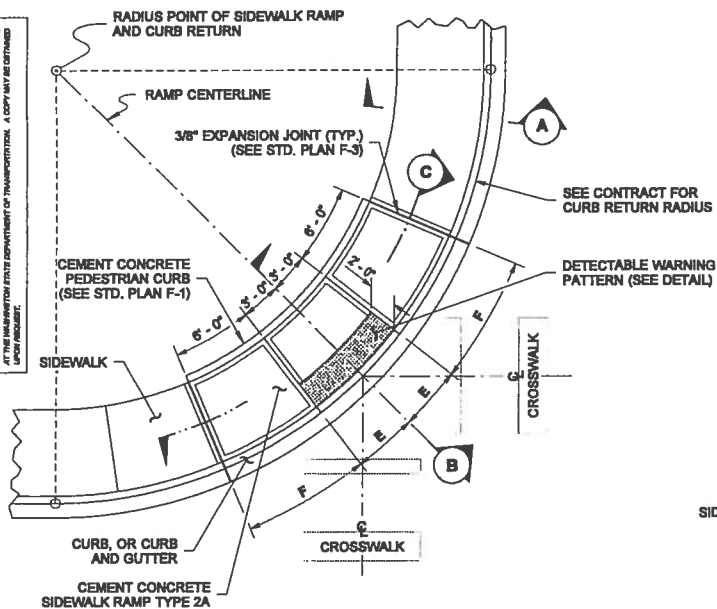 AT THE WASHINGTON STATE DEPARTMENT OF TRANSPORTATION. A COPY MAY BE OBTAINED
UPON REQUEST.
RADIUS POINT OF SIDEWALK RAMP
AND CURB RETURN
RAMP CENTERLINE
3/8" EXPANSION JOINT (TYP.)
(SEE STD. PLAN F-3)
A
C
SEE CONTRACT FOR
CURB RETURN RADIUS
6' - 0"
3' - 0"
3' - 0"
6' - 0"
2'-0"
CEMENT CONCRETE
PEDESTRIAN CURB
(SEE STD. PLAN F-1)
DETECTABLE WARNING
PATTERN (SEE DETAIL)
SIDEWALK
F
E
E
F
CL
CROSSWALK
B
CL
CROSSWALK
CURB, OR CURB
AND GUTTER
CEMENT CONCRETE
SIDEWALK RAMP TYPE 2A
SID